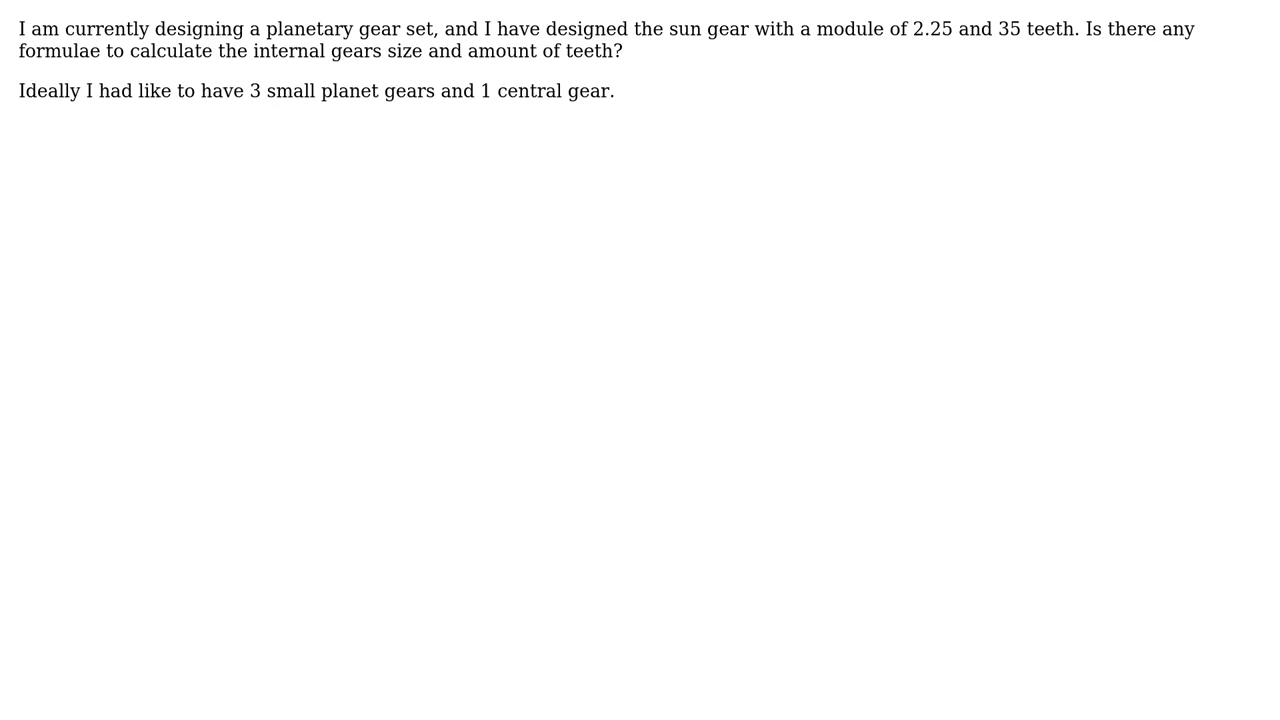 I am currently designing a planetary gear set, and I have designed the sun gear with a module of 2.25 and 35 teeth. Is there any
formulae to calculate the internal gears size and amount of teeth?
Ideally I had like to have 3 small planet gears and 1 central gear.